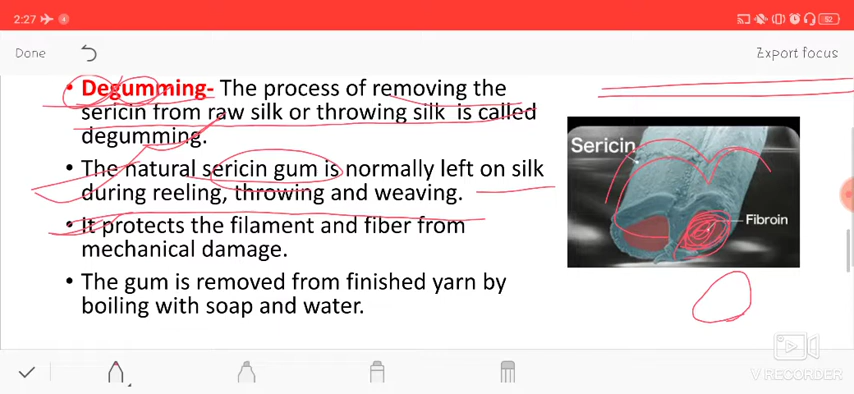 2:27
92
Done
Export focus
• Degumming- The process of removing the
sericin from raw silk or throwing silk is called
degumming.
• The natural sericin gum is normally left on silk
during reeling, throwing and weaving.
• It protects the filament and fiber from
mechanical damage.
• The gum is removed from finished yarn by
boiling with soap and water.
Sericin
Fibroin
V RECORDER